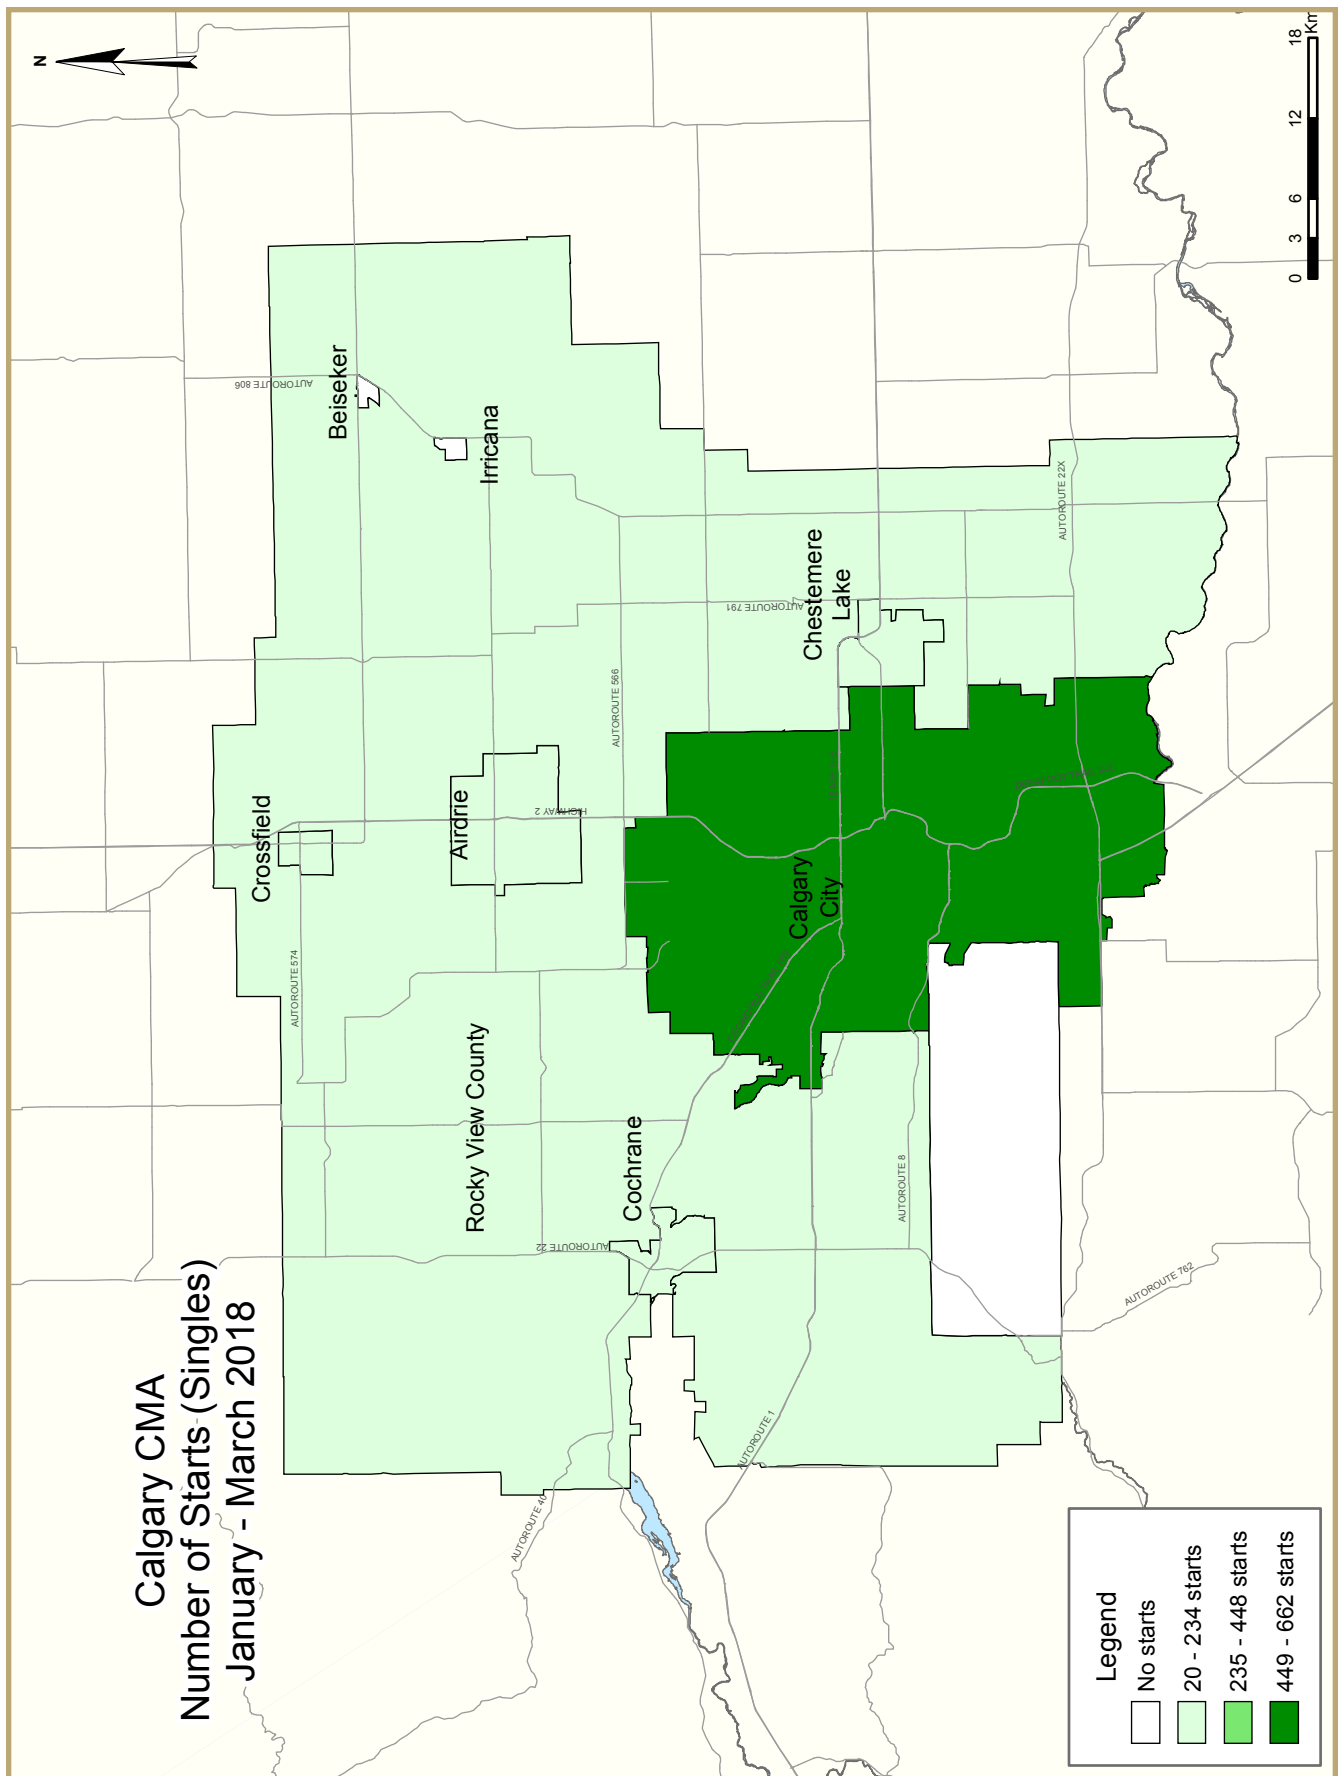 Calgary CMA
Number of Starts (Singles)
January - March 2018
N
Crossfield
Beiseker
Irricana
Airdrie
Rocky View County
Cochrane
Chestemere
Lake
Calgary
City
AUTOROUTE 806
AUTOROUTE 574
AUTOROUTE 566
HIGHWAY 2
AUTOROUTE 791
AUTOROUTE 22X
AUTOROUTE 22
AUTOROUTE 8
AUTOROUTE 1
AUTOROUTE 40
AUTOROUTE 762
Legend
No starts
20 - 234 starts
235 - 448 starts
449 - 662 starts
0 3 6 12 18
Km